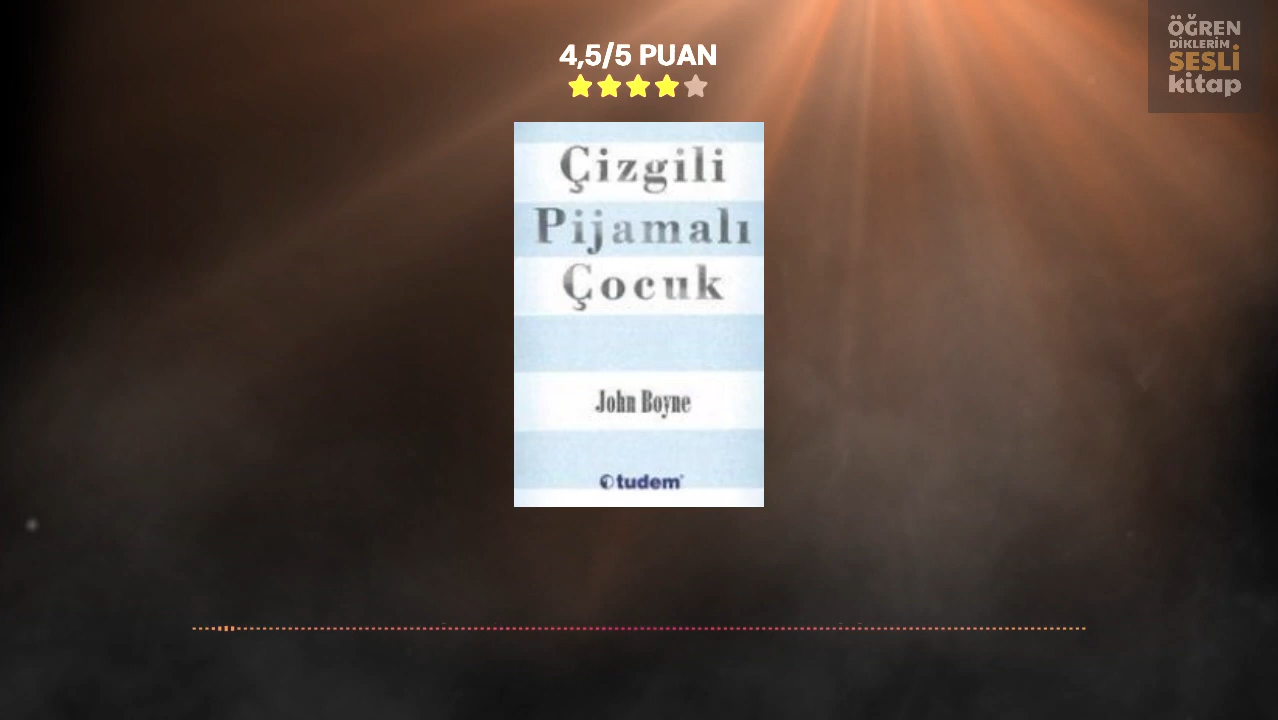 4,5/5 PUAN
ÖĞREN
DİKLERİM
SESLİ
kitap
Çizgili
Pijamalı
Çocuk
John Boyne
tudem